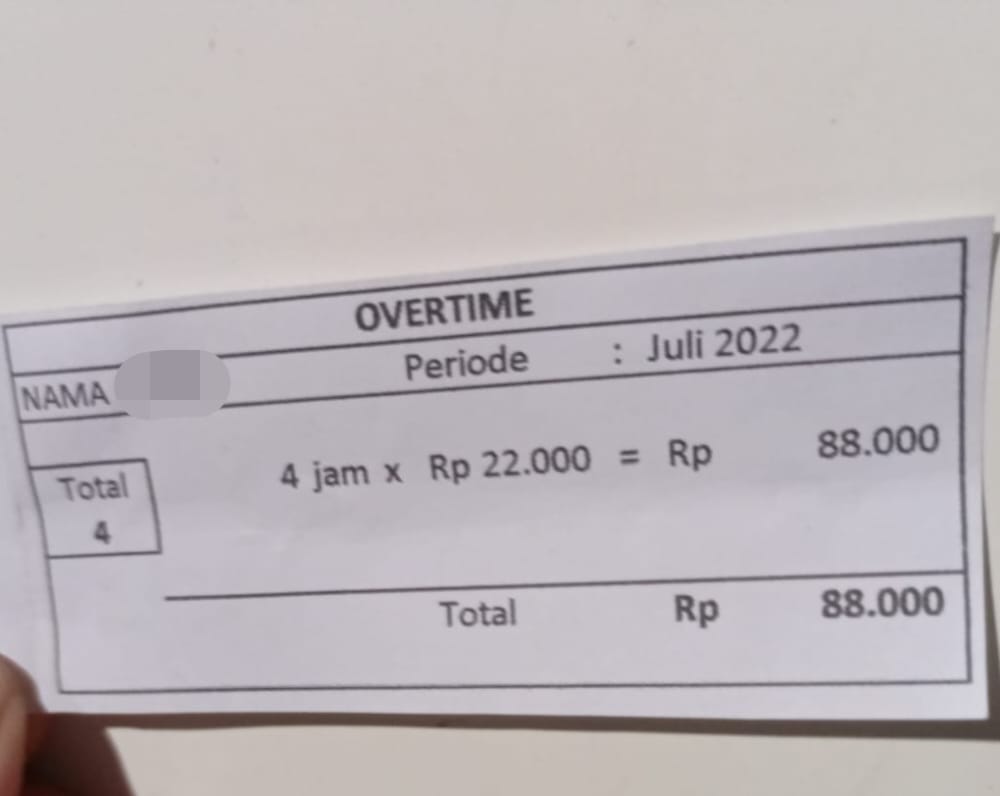 OVERTIME
NAMA Periode : Juli 2022
4 jam x Rp 22.000 = Rp 88.000
Total
4
Total Rp 88.000